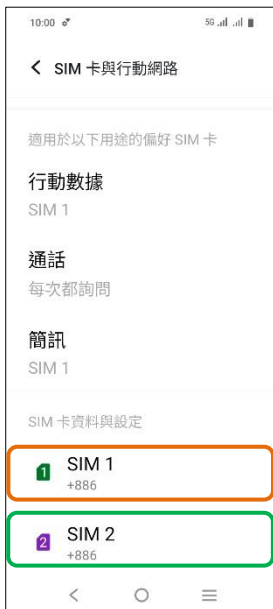 10:00
5G
SIM 卡與行動網路
適用於以下用途的偏好 SIM 卡
行動數據
SIM 1
通話
每次都詢問
簡訊
SIM 1
SIM 卡資料與設定
1 SIM 1
+886
2 SIM 2
+886